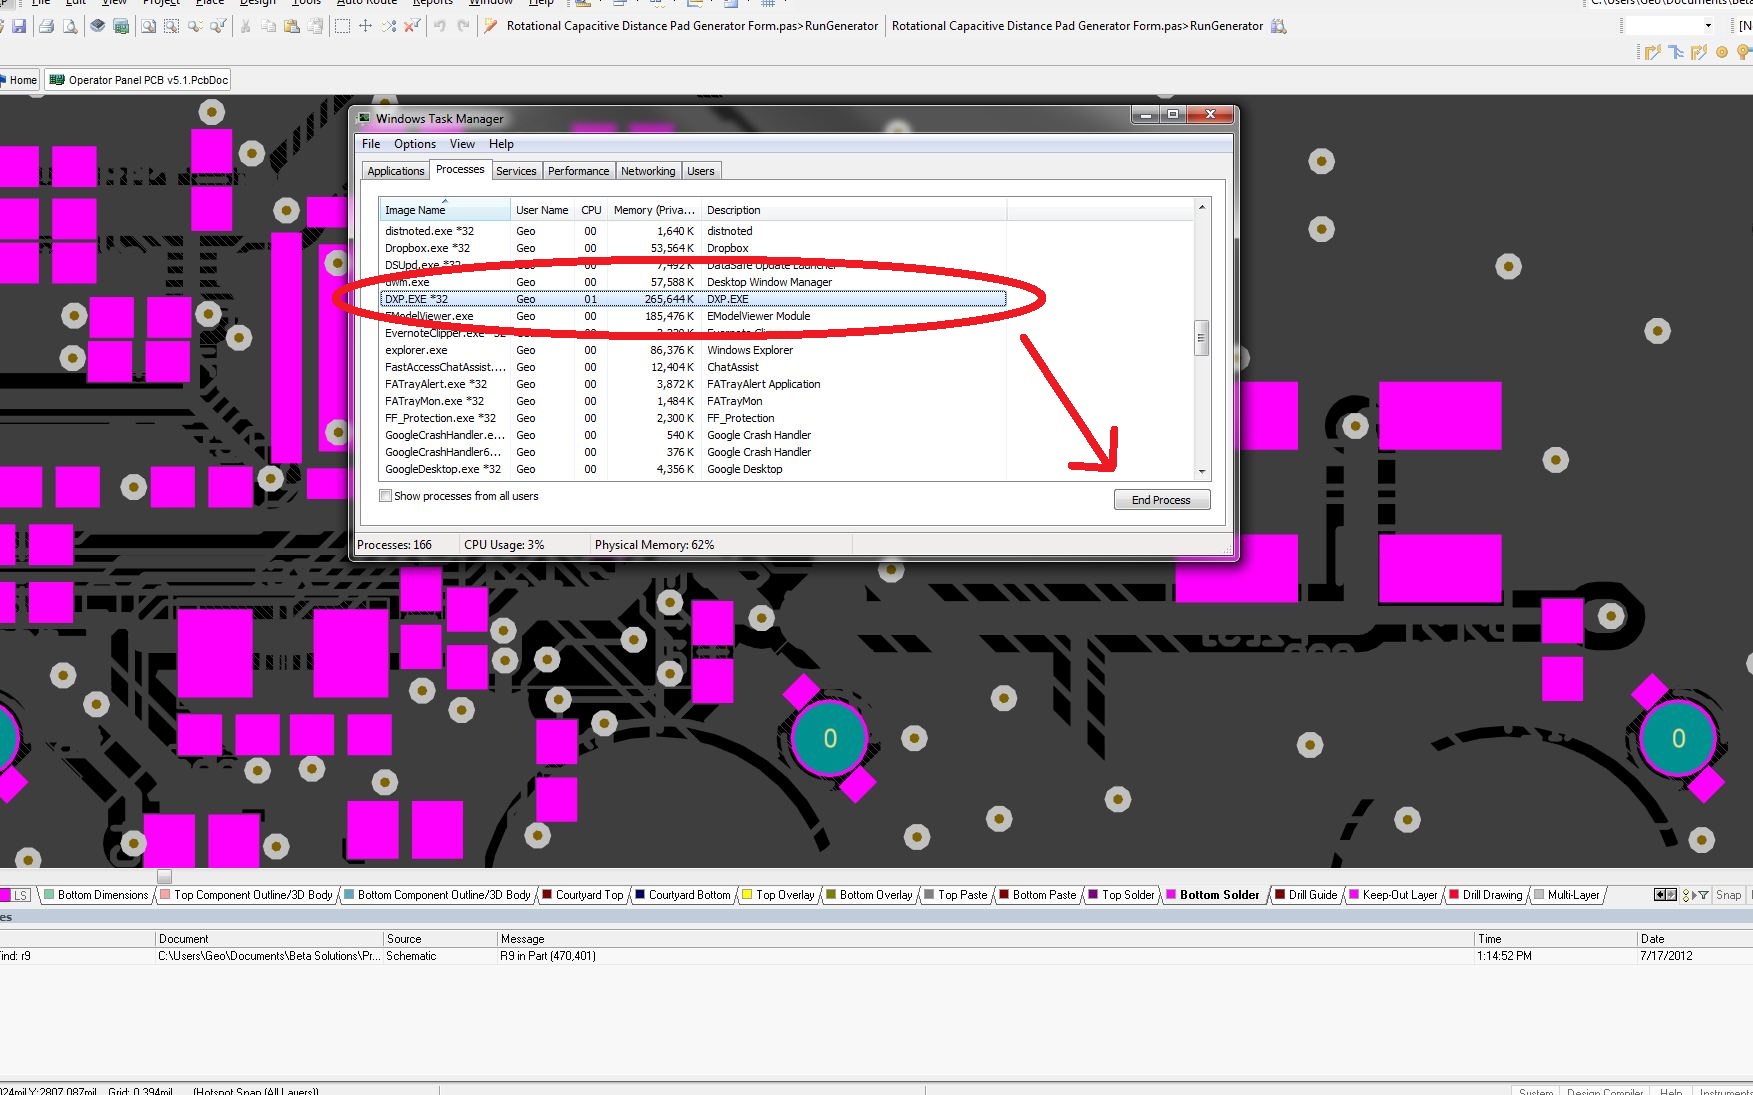 File Edit View Project Place Design Tools Auto Route Reports Window Help
Rotational Capacitive Distance Pad Generator Form.pas>RunGenerator Rotational Capacitive Distance Pad Generator Form.pas>RunGenerator
Home Operator Panel PCB v5.1.PcbDoc
Windows Task Manager
File Options View Help
Applications Processes Services Performance Networking Users
Image Name User Name CPU Memory (Priva... Description
distnoted.exe *32 Geo 00 1,640 K distnoted
Dropbox.exe *32 Geo 00 53,564 K Dropbox
DSUpd.exe *32 Geo 00 7,492 K DataSafe Update Launcher
dwm.exe Geo 00 57,588 K Desktop Window Manager
DXP.EXE *32 Geo 01 265,644 K DXP.EXE
EModelViewer.exe Geo 00 185,476 K EModelViewer Module
EvernoteClipper.exe *32
explorer.exe Geo 00 86,376 K Windows Explorer
FastAccessChatAssist.... Geo 00 12,404 K ChatAssist
FATrayAlert.exe *32 Geo 00 3,872 K FATrayAlert Application
FATrayMon.exe *32 Geo 00 1,484 K FATrayMon
FF_Protection.exe *32 Geo 00 2,300 K FF_Protection
GoogleCrashHandler.e... Geo 00 540 K Google Crash Handler
GoogleCrashHandler6... Geo 00 376 K Google Crash Handler
GoogleDesktop.exe *32 Geo 00 4,356 K Google Desktop
Show processes from all users
End Process
Processes: 166 CPU Usage: 3% Physical Memory: 62%
0 0
LS Bottom Dimensions Top Component Outline/3D Body Bottom Component Outline/3D Body Courtyard Top Courtyard Bottom Top Overlay Bottom Overlay Top Paste Bottom Paste Top Solder Bottom Solder Drill Guide Keep-Out Layer Drill Drawing Multi-Layer Snap
es
Document Source Message Time Date
ind: r9 C:\Users\Geo\Documents\Beta Solutions\Pr... Schematic R9 in Part (470,401) 1:14:52 PM 7/17/2012
024mil Y:2807.087mil Grid: 0.394mil (Hotspot Snap (All Layers)) System Design Compiler Help Instruments